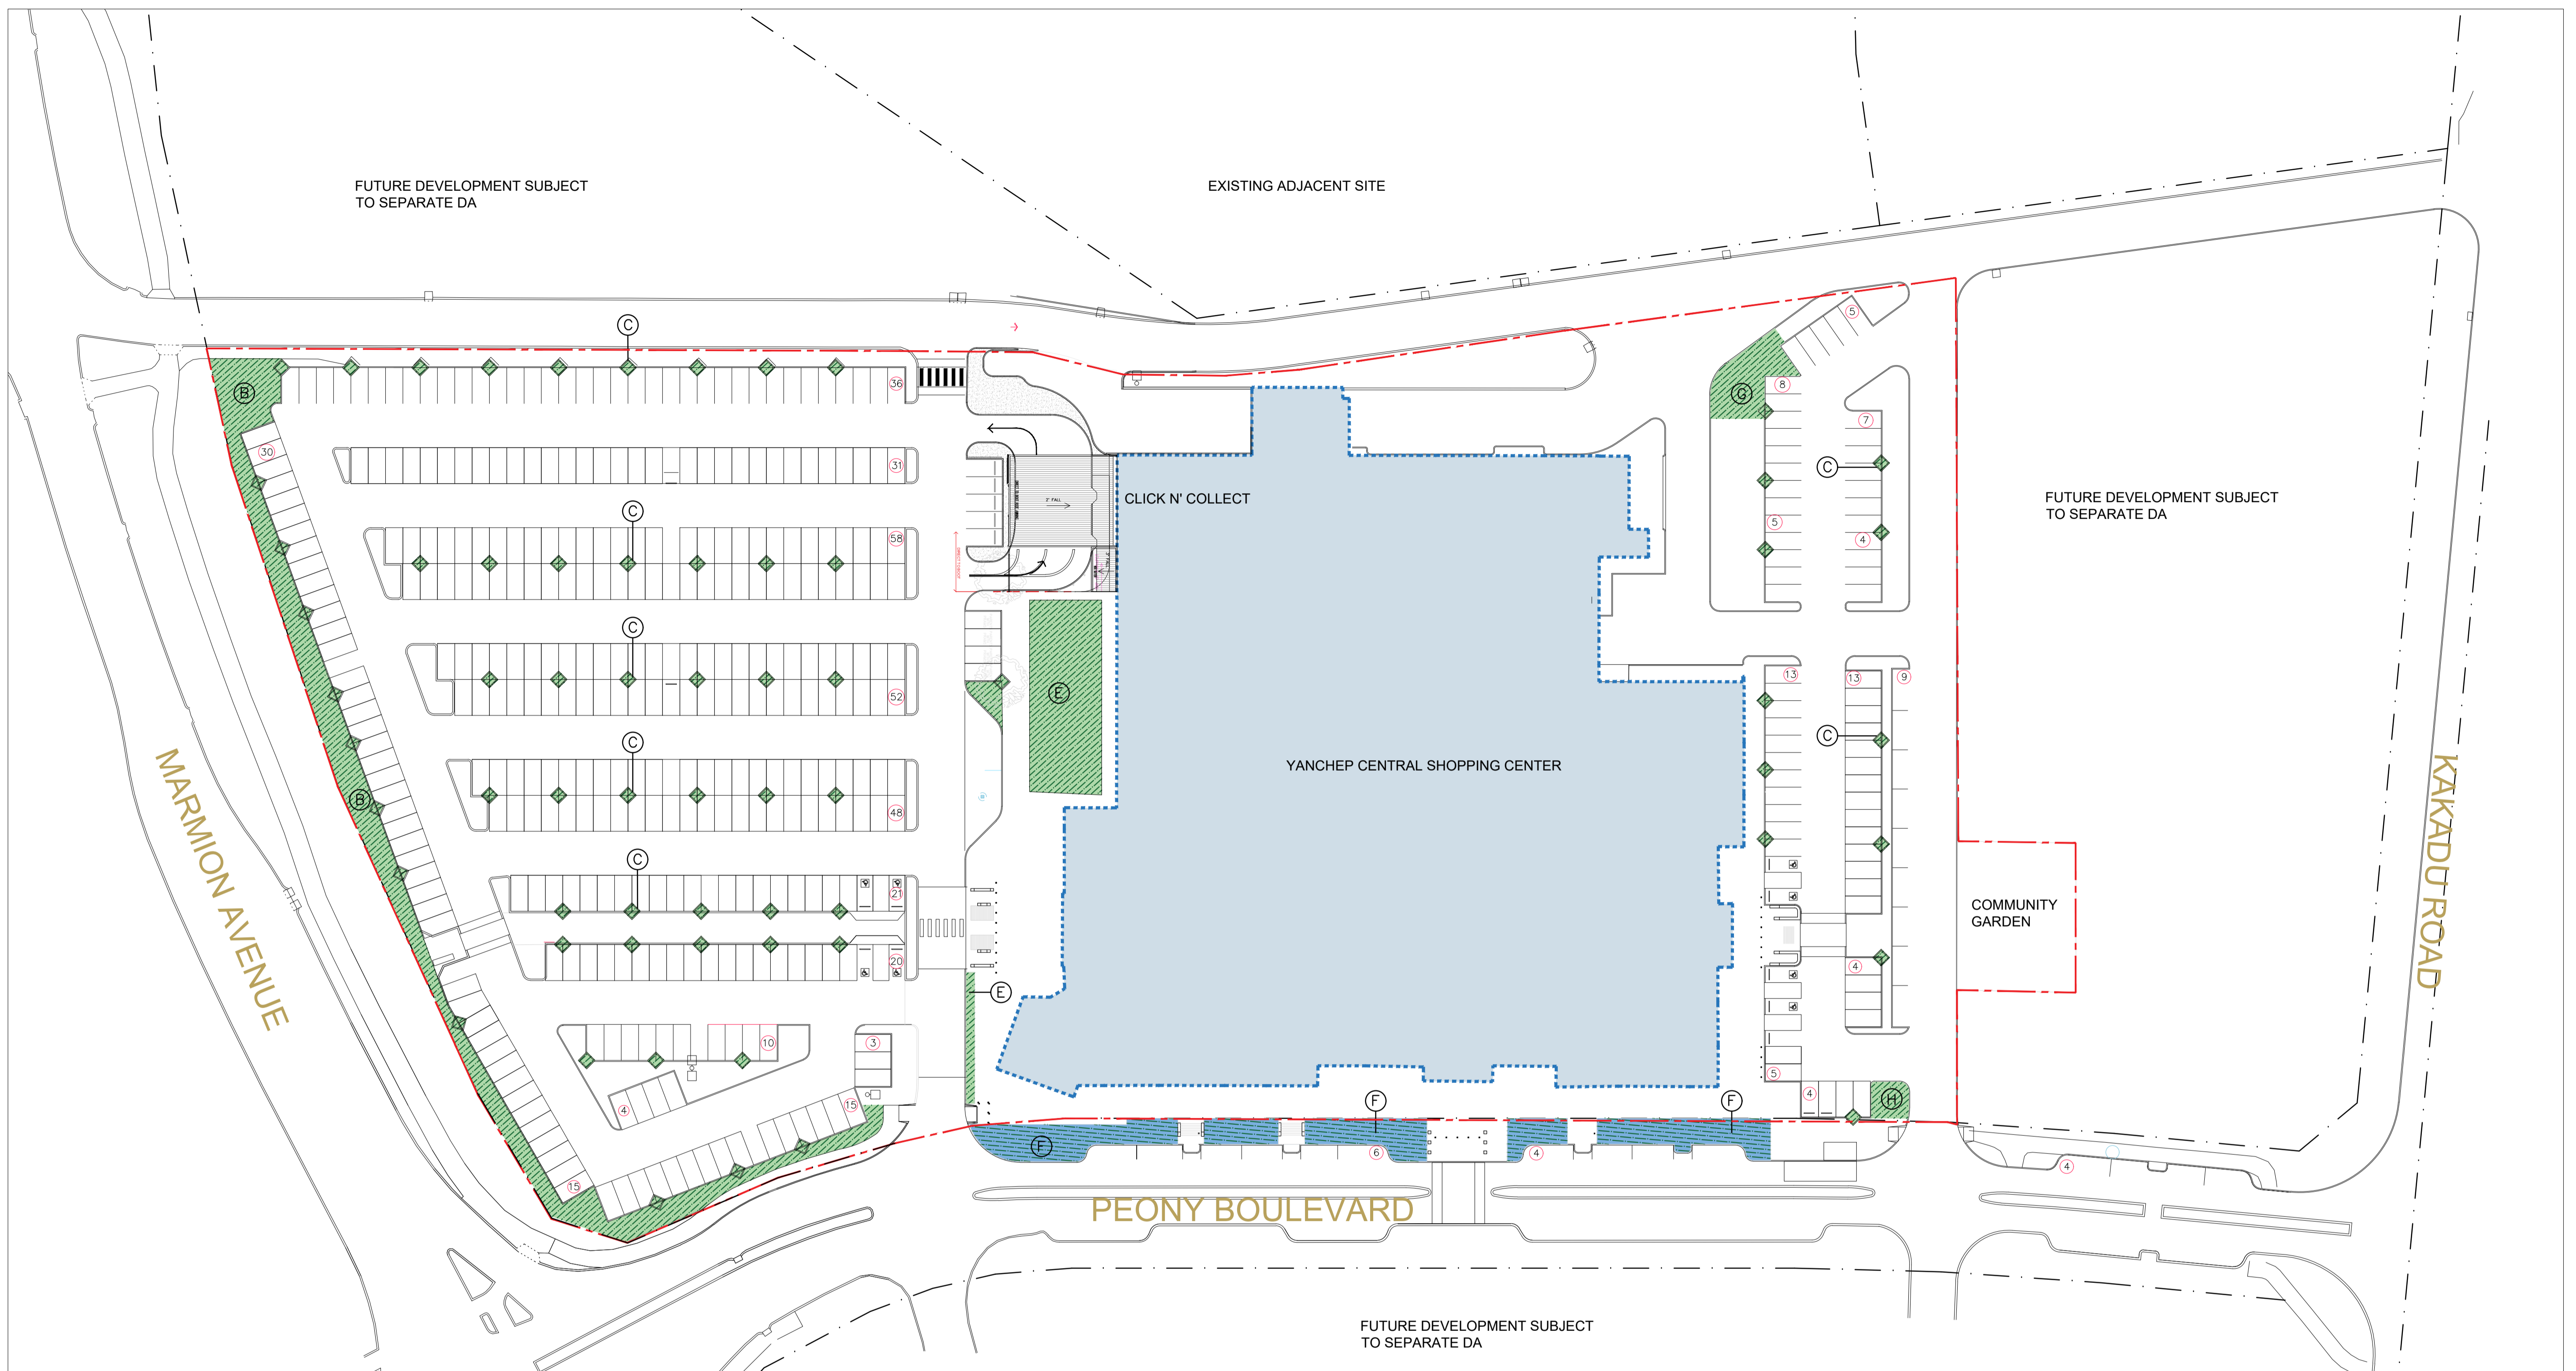 FUTURE DEVELOPMENT SUBJECT
TO SEPARATE DA
EXISTING ADJACENT SITE
C
5
36
8
B
G
7
30
31
C
CLICK N' COLLECT
2° FALL
FUTURE DEVELOPMENT SUBJECT
TO SEPARATE DA
C
5
58
4
C
13
13
9
E
52
C
C
YANCHEP CENTRAL SHOPPING CENTER
B
48
MARMION AVENUE
KAKADU ROAD
C
21
COMMUNITY
GARDEN
20
4
E
10
3
5
4
H
4
15
F
F
F
6
4
4
15
PEONY BOULEVARD
FUTURE DEVELOPMENT SUBJECT
TO SEPARATE DA